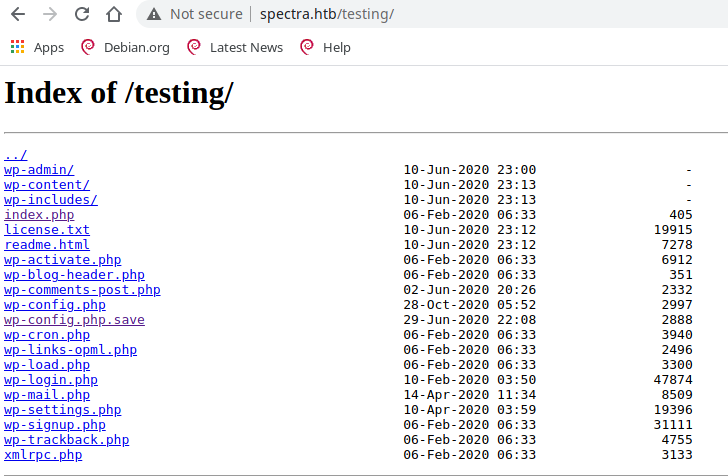 Not secure | spectra.htb/testing/
Apps Debian.org Latest News Help
Index of /testing/
../
wp-admin/ 10-Jun-2020 23:00 -
wp-content/ 10-Jun-2020 23:13 -
wp-includes/ 10-Jun-2020 23:13 -
index.php 06-Feb-2020 06:33 405
license.txt 10-Jun-2020 23:12 19915
readme.html 10-Jun-2020 23:12 7278
wp-activate.php 06-Feb-2020 06:33 6912
wp-blog-header.php 06-Feb-2020 06:33 351
wp-comments-post.php 02-Jun-2020 20:26 2332
wp-config.php 28-Oct-2020 05:52 2997
wp-config.php.save 29-Jun-2020 22:08 2888
wp-cron.php 06-Feb-2020 06:33 3940
wp-links-opml.php 06-Feb-2020 06:33 2496
wp-load.php 06-Feb-2020 06:33 3300
wp-login.php 10-Feb-2020 03:50 47874
wp-mail.php 14-Apr-2020 11:34 8509
wp-settings.php 10-Apr-2020 03:59 19396
wp-signup.php 06-Feb-2020 06:33 31111
wp-trackback.php 06-Feb-2020 06:33 4755
xmlrpc.php 06-Feb-2020 06:33 3133